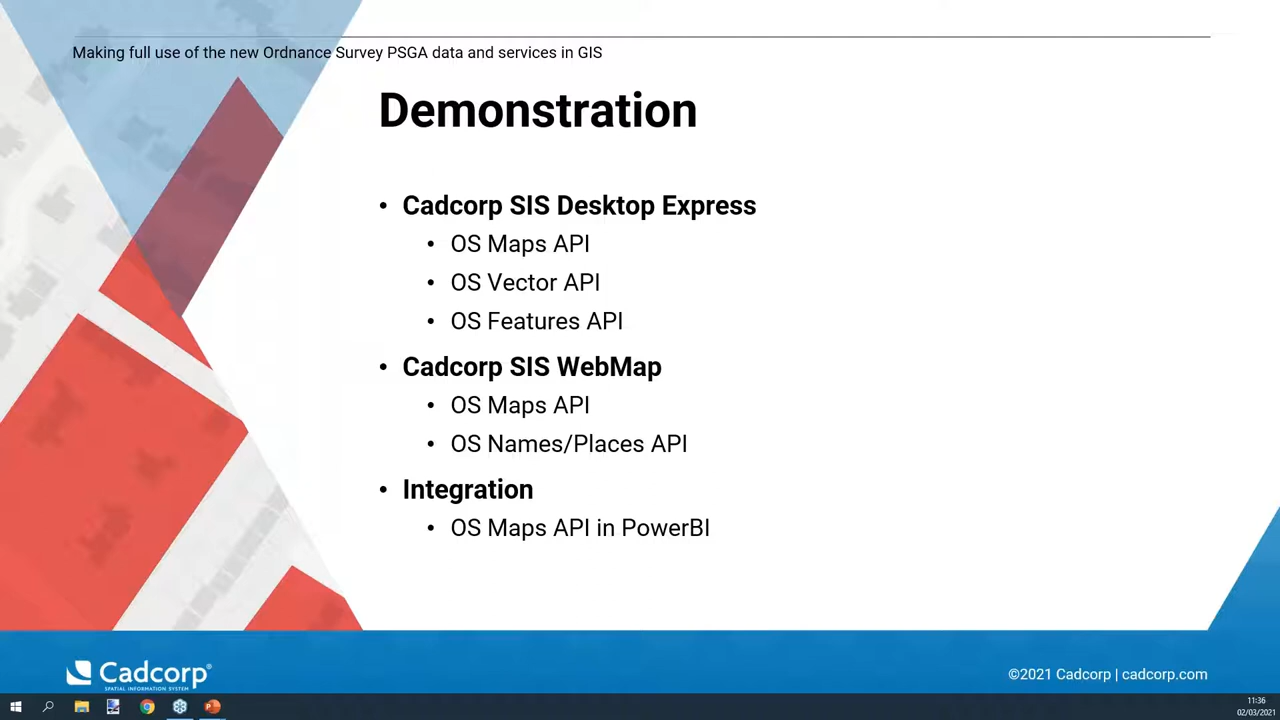 Making full use of the new Ordnance Survey PSGA data and services in GIS
Demonstration
• Cadcorp SIS Desktop Express
• OS Maps API
• OS Vector API
• OS Features API
• Cadcorp SIS WebMap
• OS Maps API
• OS Names/Places API
• Integration
• OS Maps API in PowerBI
Cadcorp®
SPATIAL INFORMATION SYSTEM
©2021 Cadcorp | cadcorp.com
11:36
02/03/2021